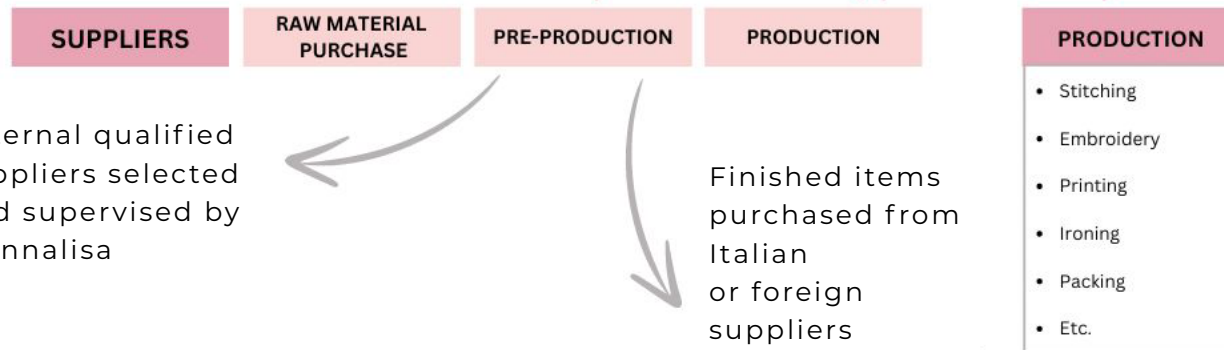 SUPPLIERS
RAW MATERIAL
PURCHASE
PRE-PRODUCTION
PRODUCTION
PRODUCTION
• Stitching
• Embroidery
• Printing
• Ironing
• Packing
• Etc.
ernal qualified
ppliers selected
d supervised by
nnalisa
Finished items
purchased from
Italian
or foreign
suppliers